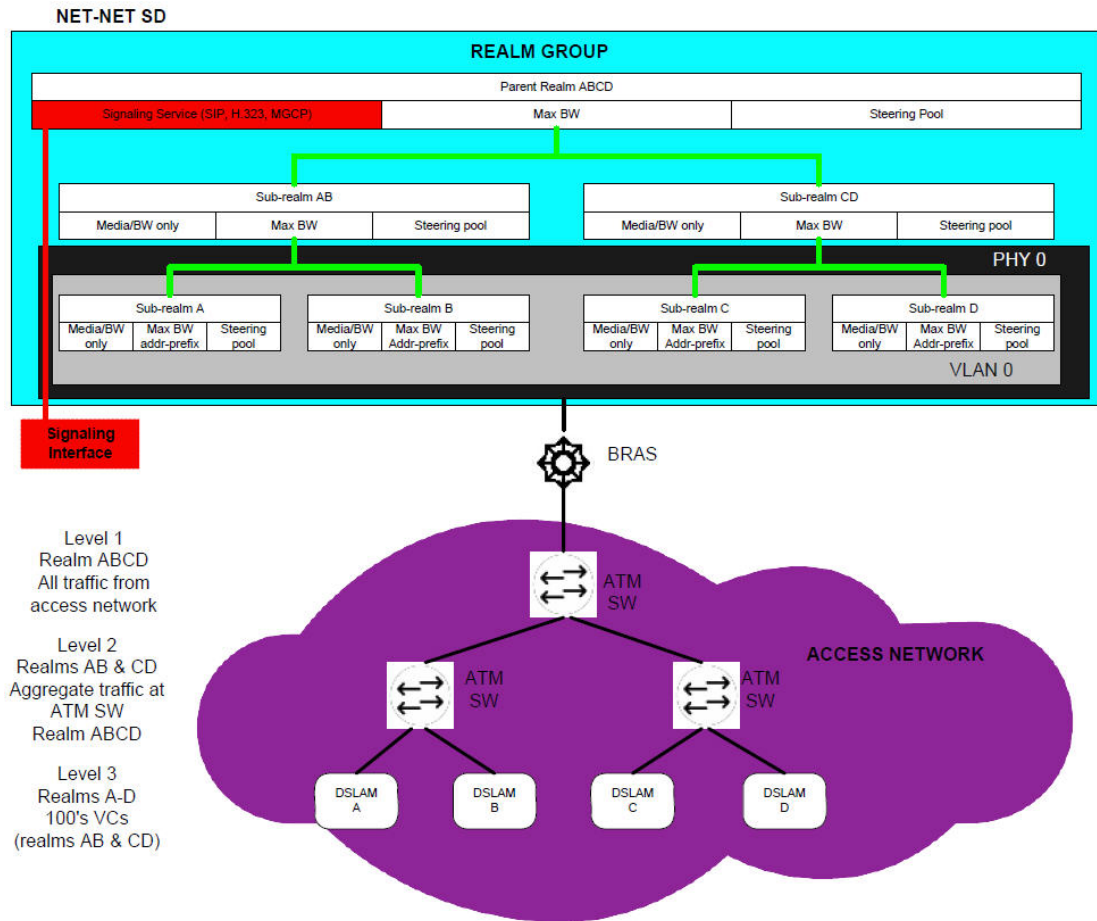 NET-NET SD
REALM GROUP
Parent Realm ABCD
Signaling Service (SIP, H.323, MGCP)
Max BW
Steering Pool
Sub-realm AB
Media/BW only
Max BW
Steering pool
Sub-realm CD
Media/BW only
Max BW
Steering pool
PHY 0
Sub-realm A
Media/BW
only
Max BW
addr-prefix
Steering
pool
Sub-realm B
Media/BW
only
Max BW
Addr-prefix
Steering
pool
Sub-realm C
Media/BW
only
Max BW
Addr-prefix
Steering
pool
Sub-realm D
Media/BW
only
Max BW
Addr-prefix
Steering
pool
VLAN 0
Signaling
Interface
BRAS
Level 1
Realm ABCD
All traffic from
access network
ATM
SW
Level 2
Realms AB & CD
Aggregate traffic at
ATM SW
Realm ABCD
ATM
SW
ATM
SW
ACCESS NETWORK
Level 3
Realms A-D
100's VCs
(realms AB & CD)
DSLAM
A
DSLAM
B
DSLAM
C
DSLAM
D